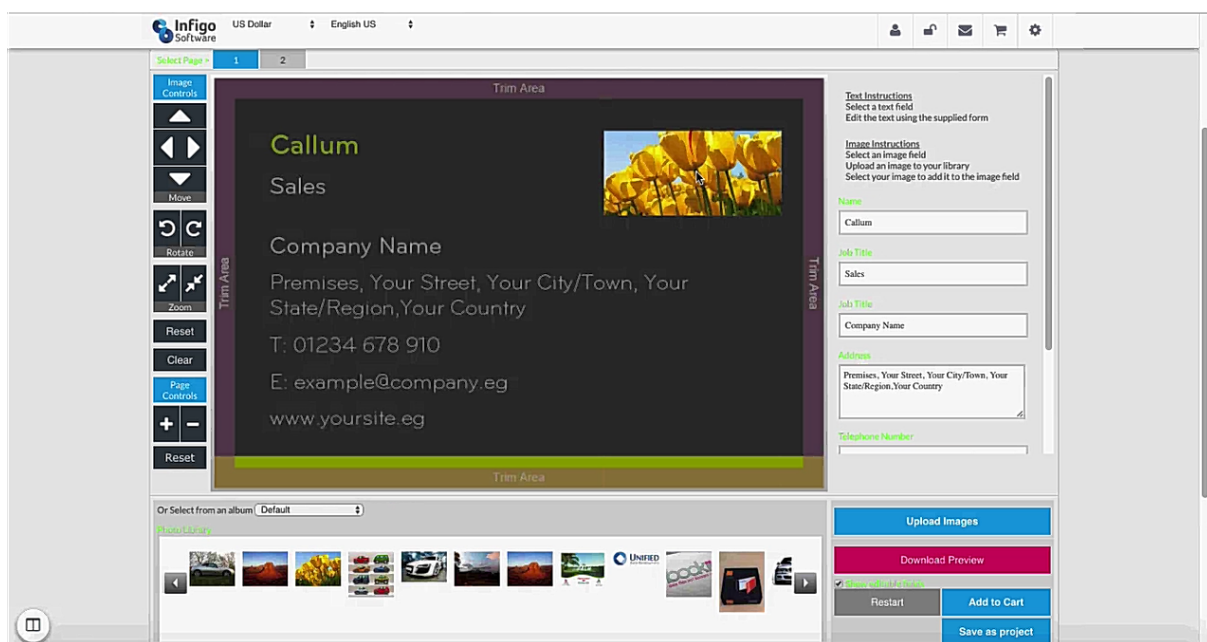 Infigo
Software
US Dollar
English US
Select Page >
1
2
Image
Controls
Move
Rotate
Zoom
Reset
Clear
Page
Controls
Reset
Trim Area
Trim Area
Trim Area
Trim Area
Callum
Sales
Company Name
Premises, Your Street, Your City/Town, Your
State/Region,Your Country
T: 01234 678 910
E: example@company.eg
www.yoursite.eg
Text Instructions
Select a text field
Edit the text using the supplied form
Image Instructions
Select an image field
Upload an image to your library
Select your image to add it to the image field
Name
Callum
Job Title
Sales
Job Title
Company Name
Address
Premises, Your Street, Your City/Town, Your
State/Region,Your Country
Telephone Number
Or Select from an album
Default
Photo Library
UNIFIED
Upload Images
Download Preview
Restart
Add to Cart
Save as project